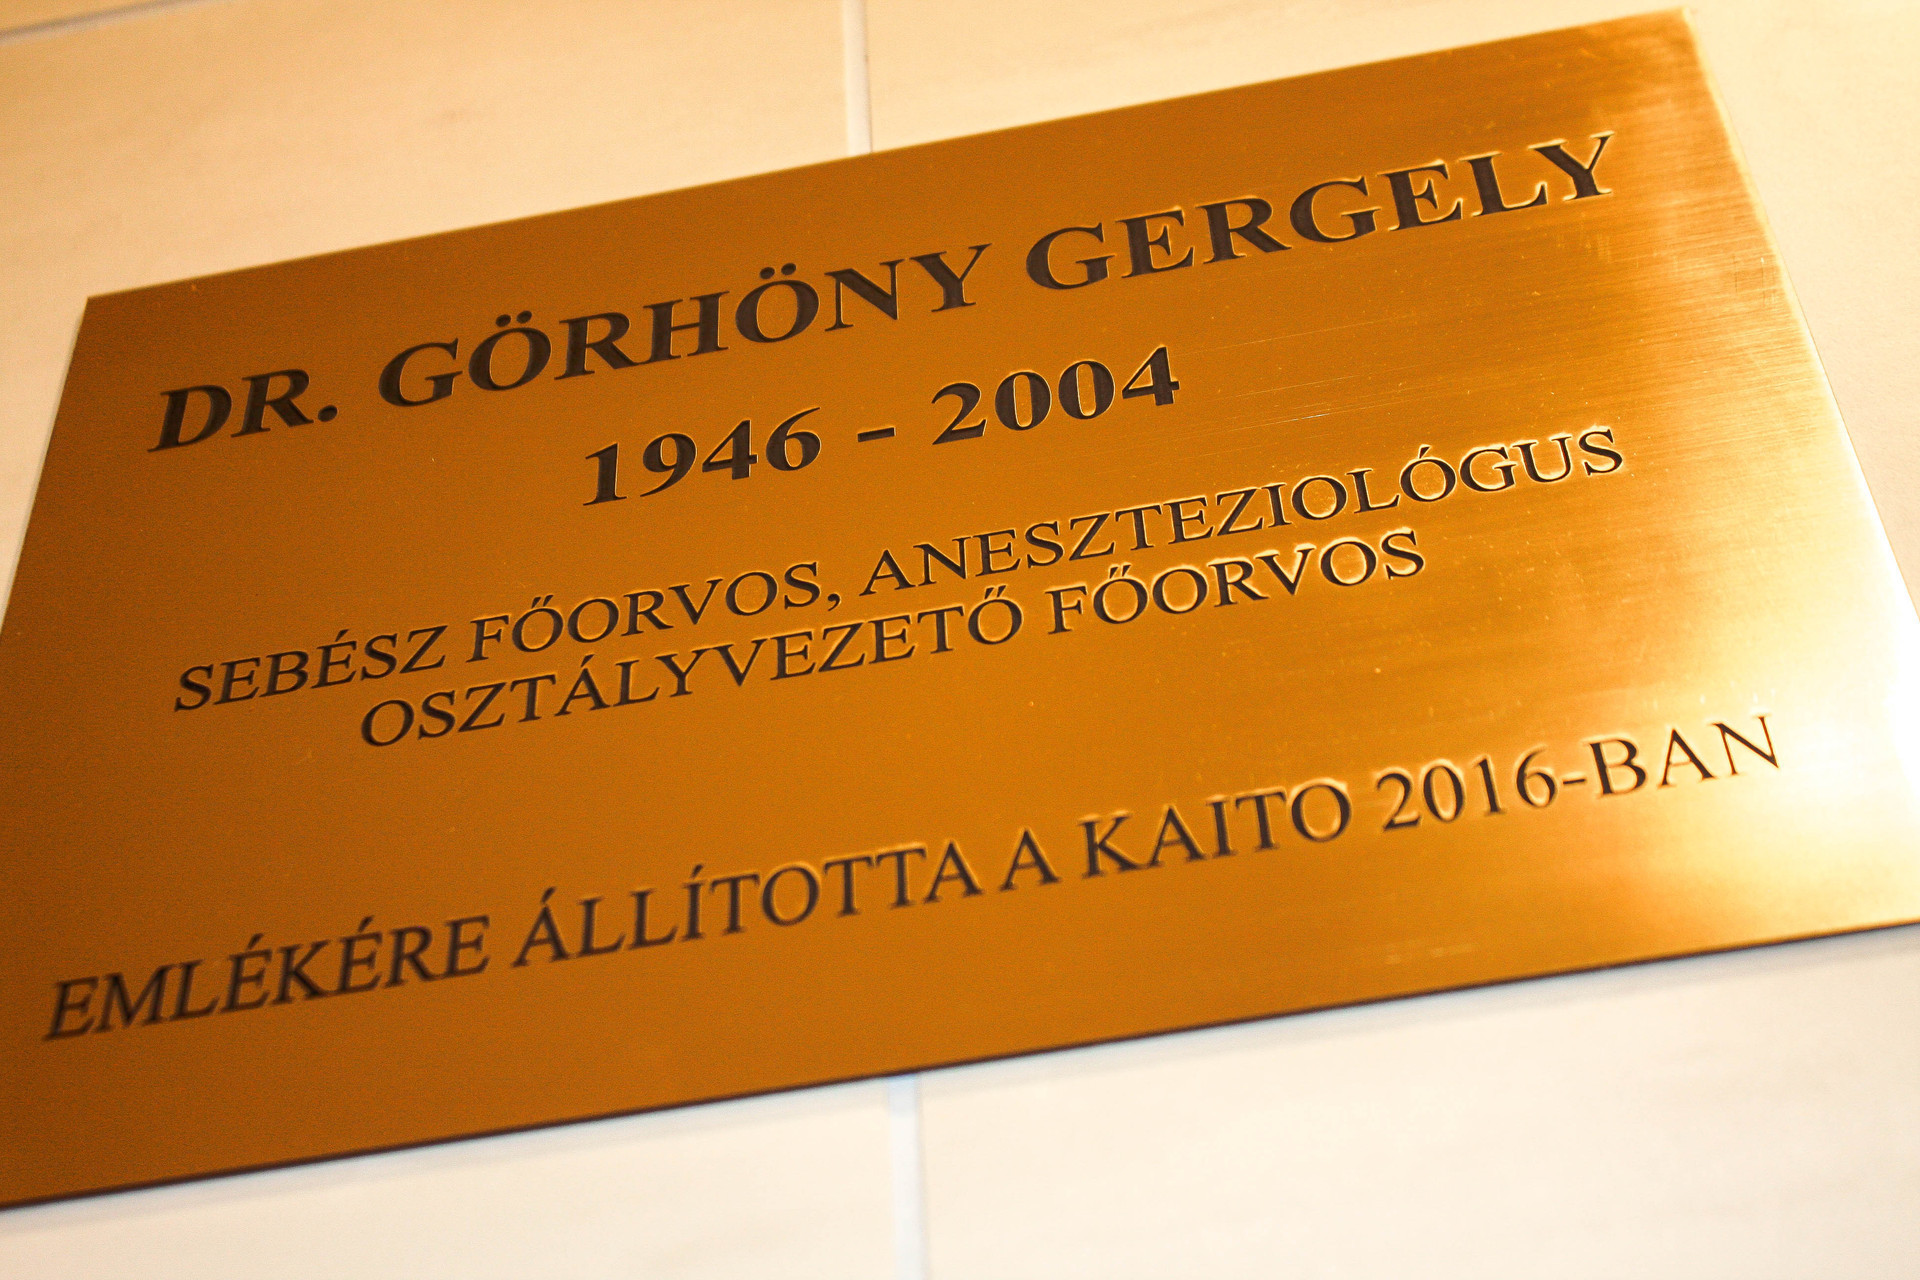 DR. GÖRHÖNY GERGELY
1946 - 2004
SEBÉSZ FŐORVOS, ANESZTEZIOLÓGUS
OSZTÁLYVEZETŐ FŐORVOS
EMLÉKÉRE ÁLLÍTOTTA A KAITO 2016-BAN